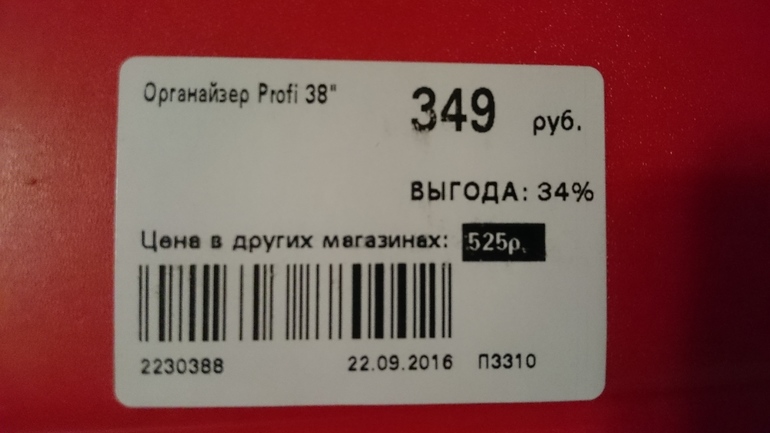 Органайзер Profi 38"
349 руб.
ВЫГОДА: 34%
Цена в других магазинах: 525р.
2230388 22.09.2016 П3310